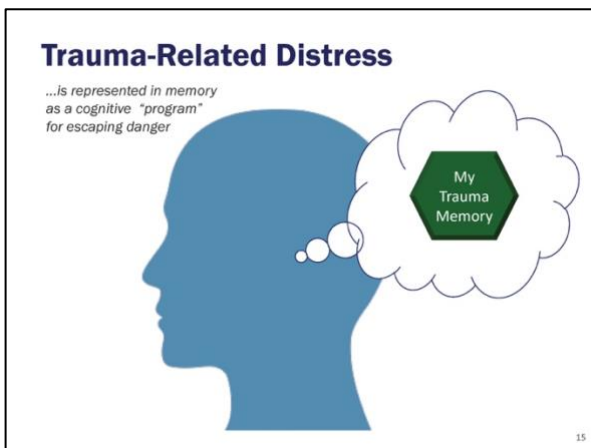 Trauma-Related Distress
...is represented in memory
as a cognitive “program”
for escaping danger
My
Trauma
Memory
15